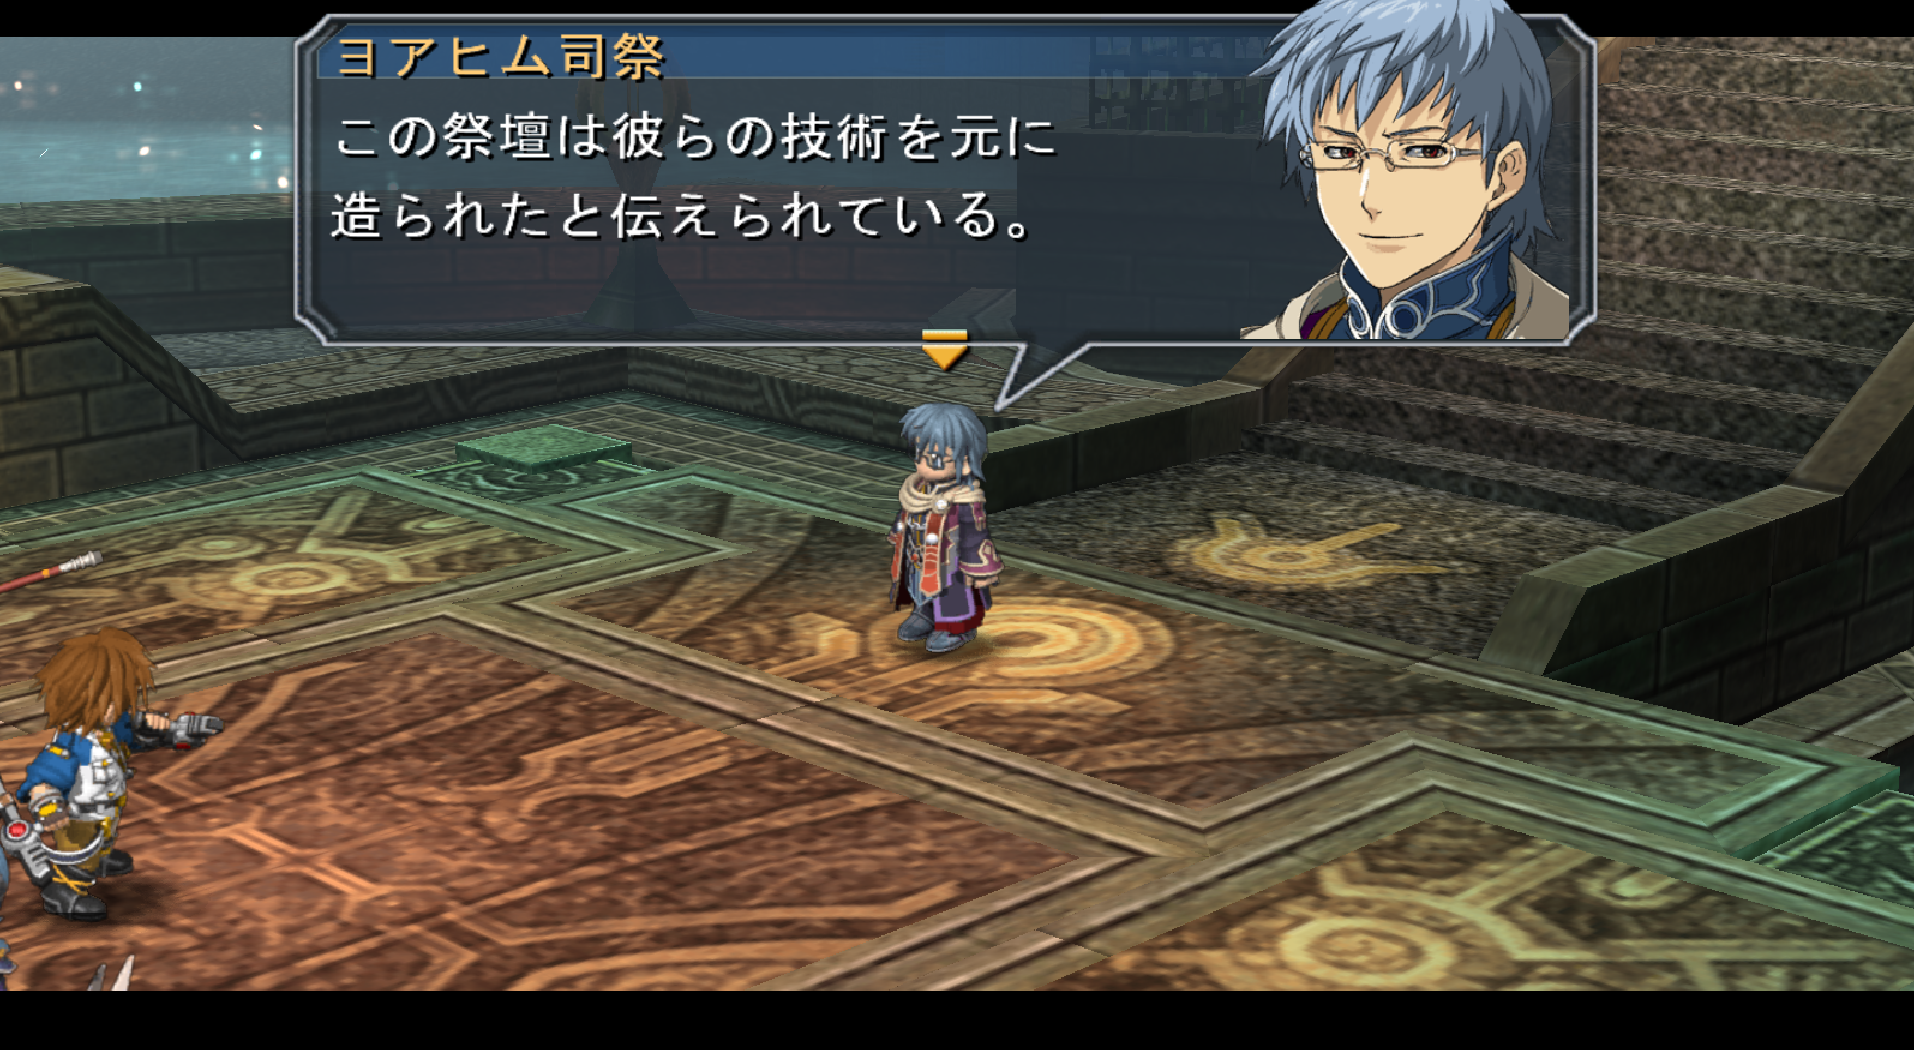 ヨアヒム司祭
この祭壇は彼らの技術を元に
造られたと伝えられている。